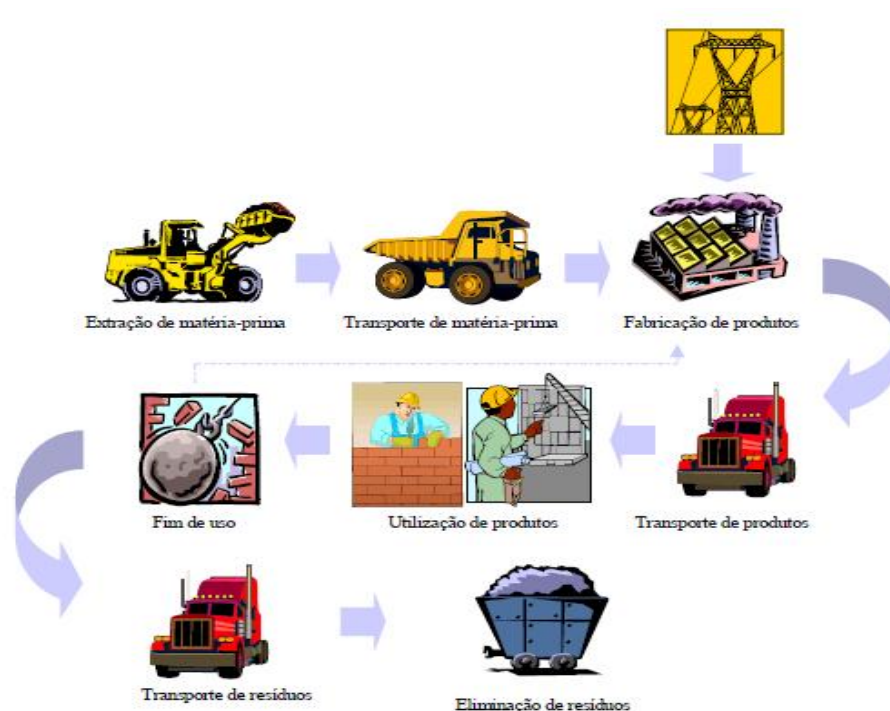 Extração de matéria-prima
Transporte de matéria-prima
Fabricação de produtos
Fim de uso
Utilização de produtos
Transporte de produtos
Transporte de resíduos
Eliminação de resíduos